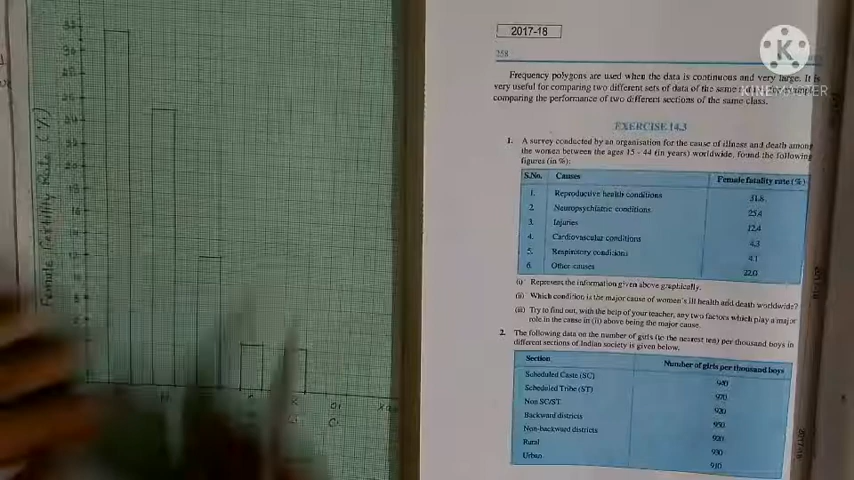 Female fertility Rate (%)
2017-18
258
KINEMASTER
Frequency polygons are used when the data is continuous and very large. It is
very useful for comparing two different sets of data of the same
comparing the performance of two different sections of the same class.
EXERCISE 14.3
1. A survey conducted by an organisation for the cause of illness and death among
the women between the ages 15 - 44 (in years) worldwide, found the following
figures (in %):
S.No. Causes Female fatality rate (%)
1. Reproductive health conditions 31.8
2. Neuropsychiatric conditions 25.4
3. Injuries 12.4
4. Cardiovascular conditions 4.3
5. Respiratory conditions 4.1
6. Other causes 22.0
(i) Represent the information given above graphically.
(ii) Which condition is the major cause of women's ill health and death worldwide?
(iii) Try to find out, with the help of your teacher, any two factors which play a major
role in the cause in (ii) above being the major cause.
2. The following data on the number of girls (to the nearest ten) per thousand boys in
different sections of Indian society is given below.
Section Number of girls per thousand boys
Scheduled Caste (SC) 940
Scheduled Tribe (ST) 970
Non SC/ST 920
Backward districts 950
Non-backward districts 920
Rural 930
Urban 910